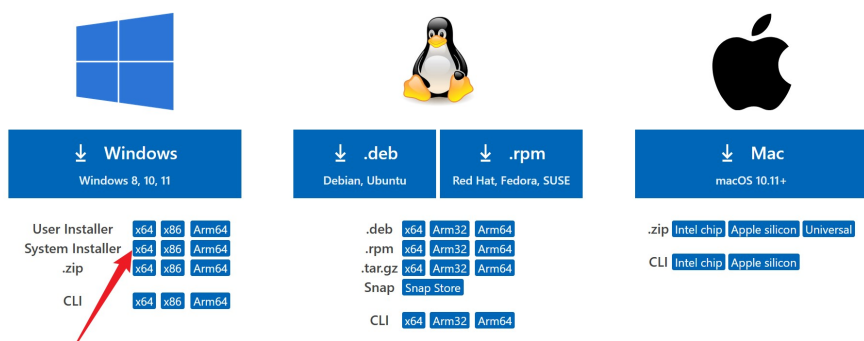 Windows
Windows 8, 10, 11
User Installer x64 x86 Arm64
System Installer x64 x86 Arm64
.zip x64 x86 Arm64
CLI x64 x86 Arm64
.deb
Debian, Ubuntu
.rpm
Red Hat, Fedora, SUSE
.deb x64 Arm32 Arm64
.rpm x64 Arm32 Arm64
.tar.gz x64 Arm32 Arm64
Snap Snap Store
CLI x64 Arm32 Arm64
Mac
macOS 10.11+
.zip Intel chip Apple silicon Universal
CLI Intel chip Apple silicon